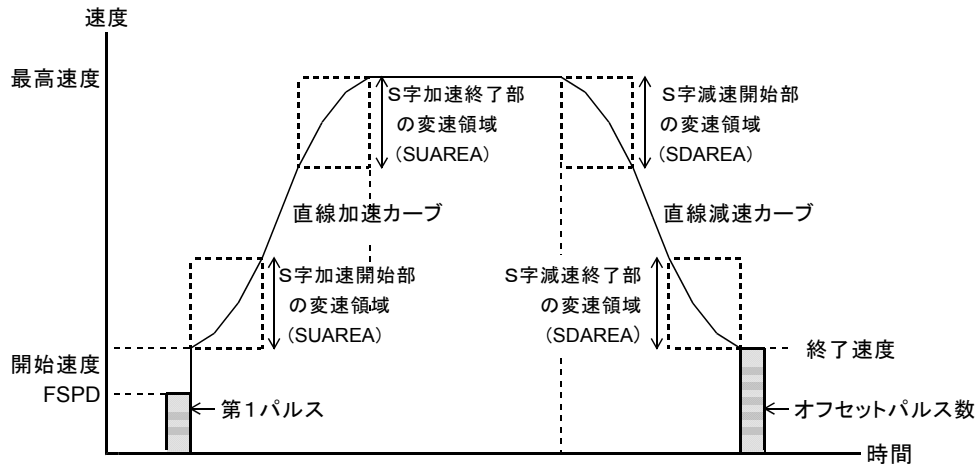 速度
最高速度
S字加速終了部
の変速領域
(SUAREA)
S字減速開始部
の変速領域
(SDAREA)
直線加速カーブ
直線減速カーブ
S字加速開始部
の変速領域
(SUAREA)
S字減速終了部
の変速領域
(SDAREA)
開始速度
終了速度
FSPD
第1パルス
オフセットパルス数
時間